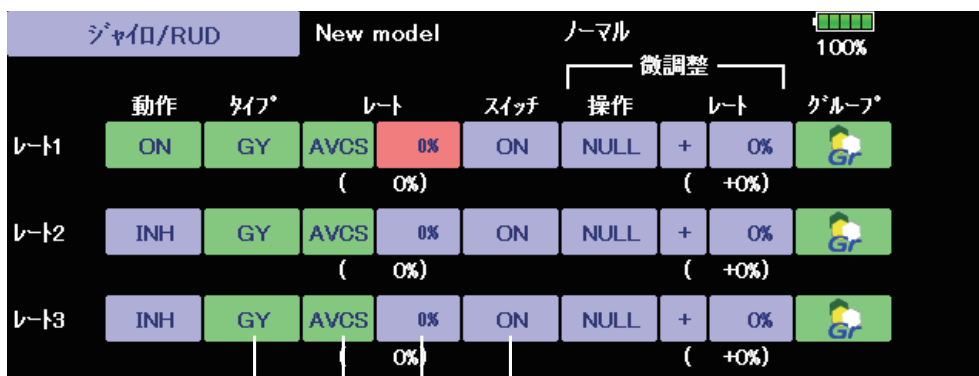 ジャイロ/RUD New model ノーマル 100%
微調整
動作 タイプ レート スイッチ 操作 レート グループ
レート1 ON GY AVCS 0% ON NULL + 0% Gr
( 0%) ( +0%)
レート2 INH GY AVCS 0% ON NULL + 0% Gr
( 0%) ( +0%)
レート3 INH GY AVCS 0% ON NULL + 0% Gr
( 0%) ( +0%)